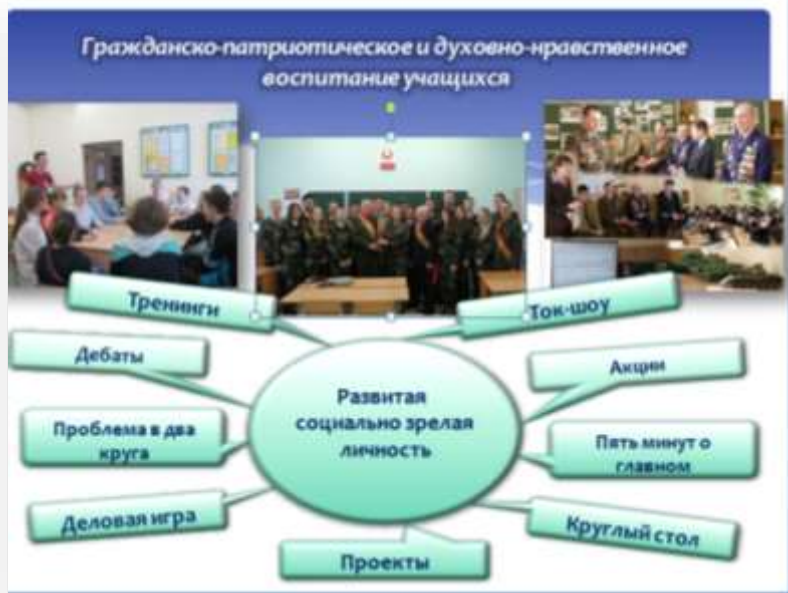 Гражданско-патриотическое и духовно-нравственное
воспитание учащихся
Тренинги
Ток-шоу
Дебаты
Акции
Развитая
социально зрелая
личность
Проблема в два
круга
Пять минут о
главном
Деловая игра
Круглый стол
Проекты